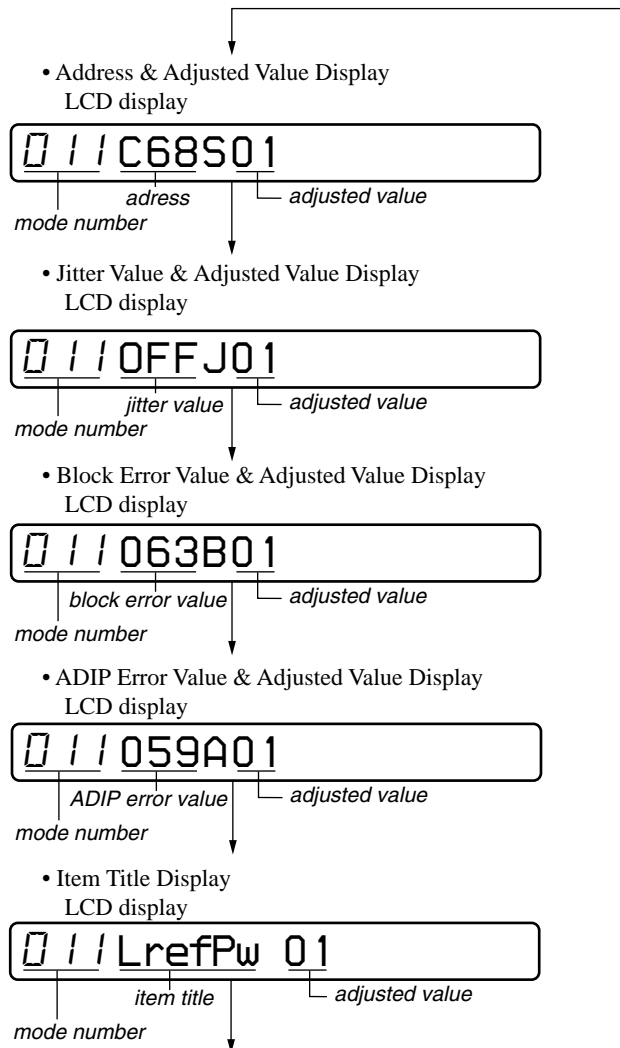 • Address & Adjusted Value Display
LCD display
011C68S01
adress
adjusted value
mode number
• Jitter Value & Adjusted Value Display
LCD display
011OFFJ01
jitter value
adjusted value
mode number
• Block Error Value & Adjusted Value Display
LCD display
011063B01
block error value
adjusted value
mode number
• ADIP Error Value & Adjusted Value Display
LCD display
011059A01
ADIP error value
adjusted value
mode number
• Item Title Display
LCD display
011LrefPw 01
item title
adjusted value
mode number